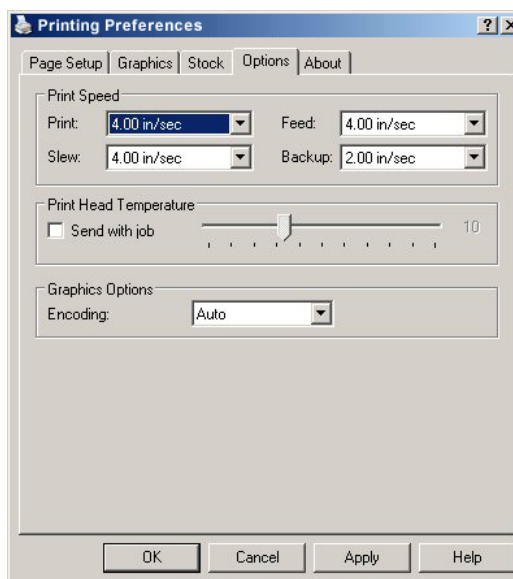 Printing Preferences
Page Setup Graphics Stock Options About
Print Speed
Print: 4.00 in/sec Feed: 4.00 in/sec
Slew: 4.00 in/sec Backup: 2.00 in/sec
Print Head Temperature
Send with job 10
Graphics Options
Encoding: Auto
OK Cancel Apply Help